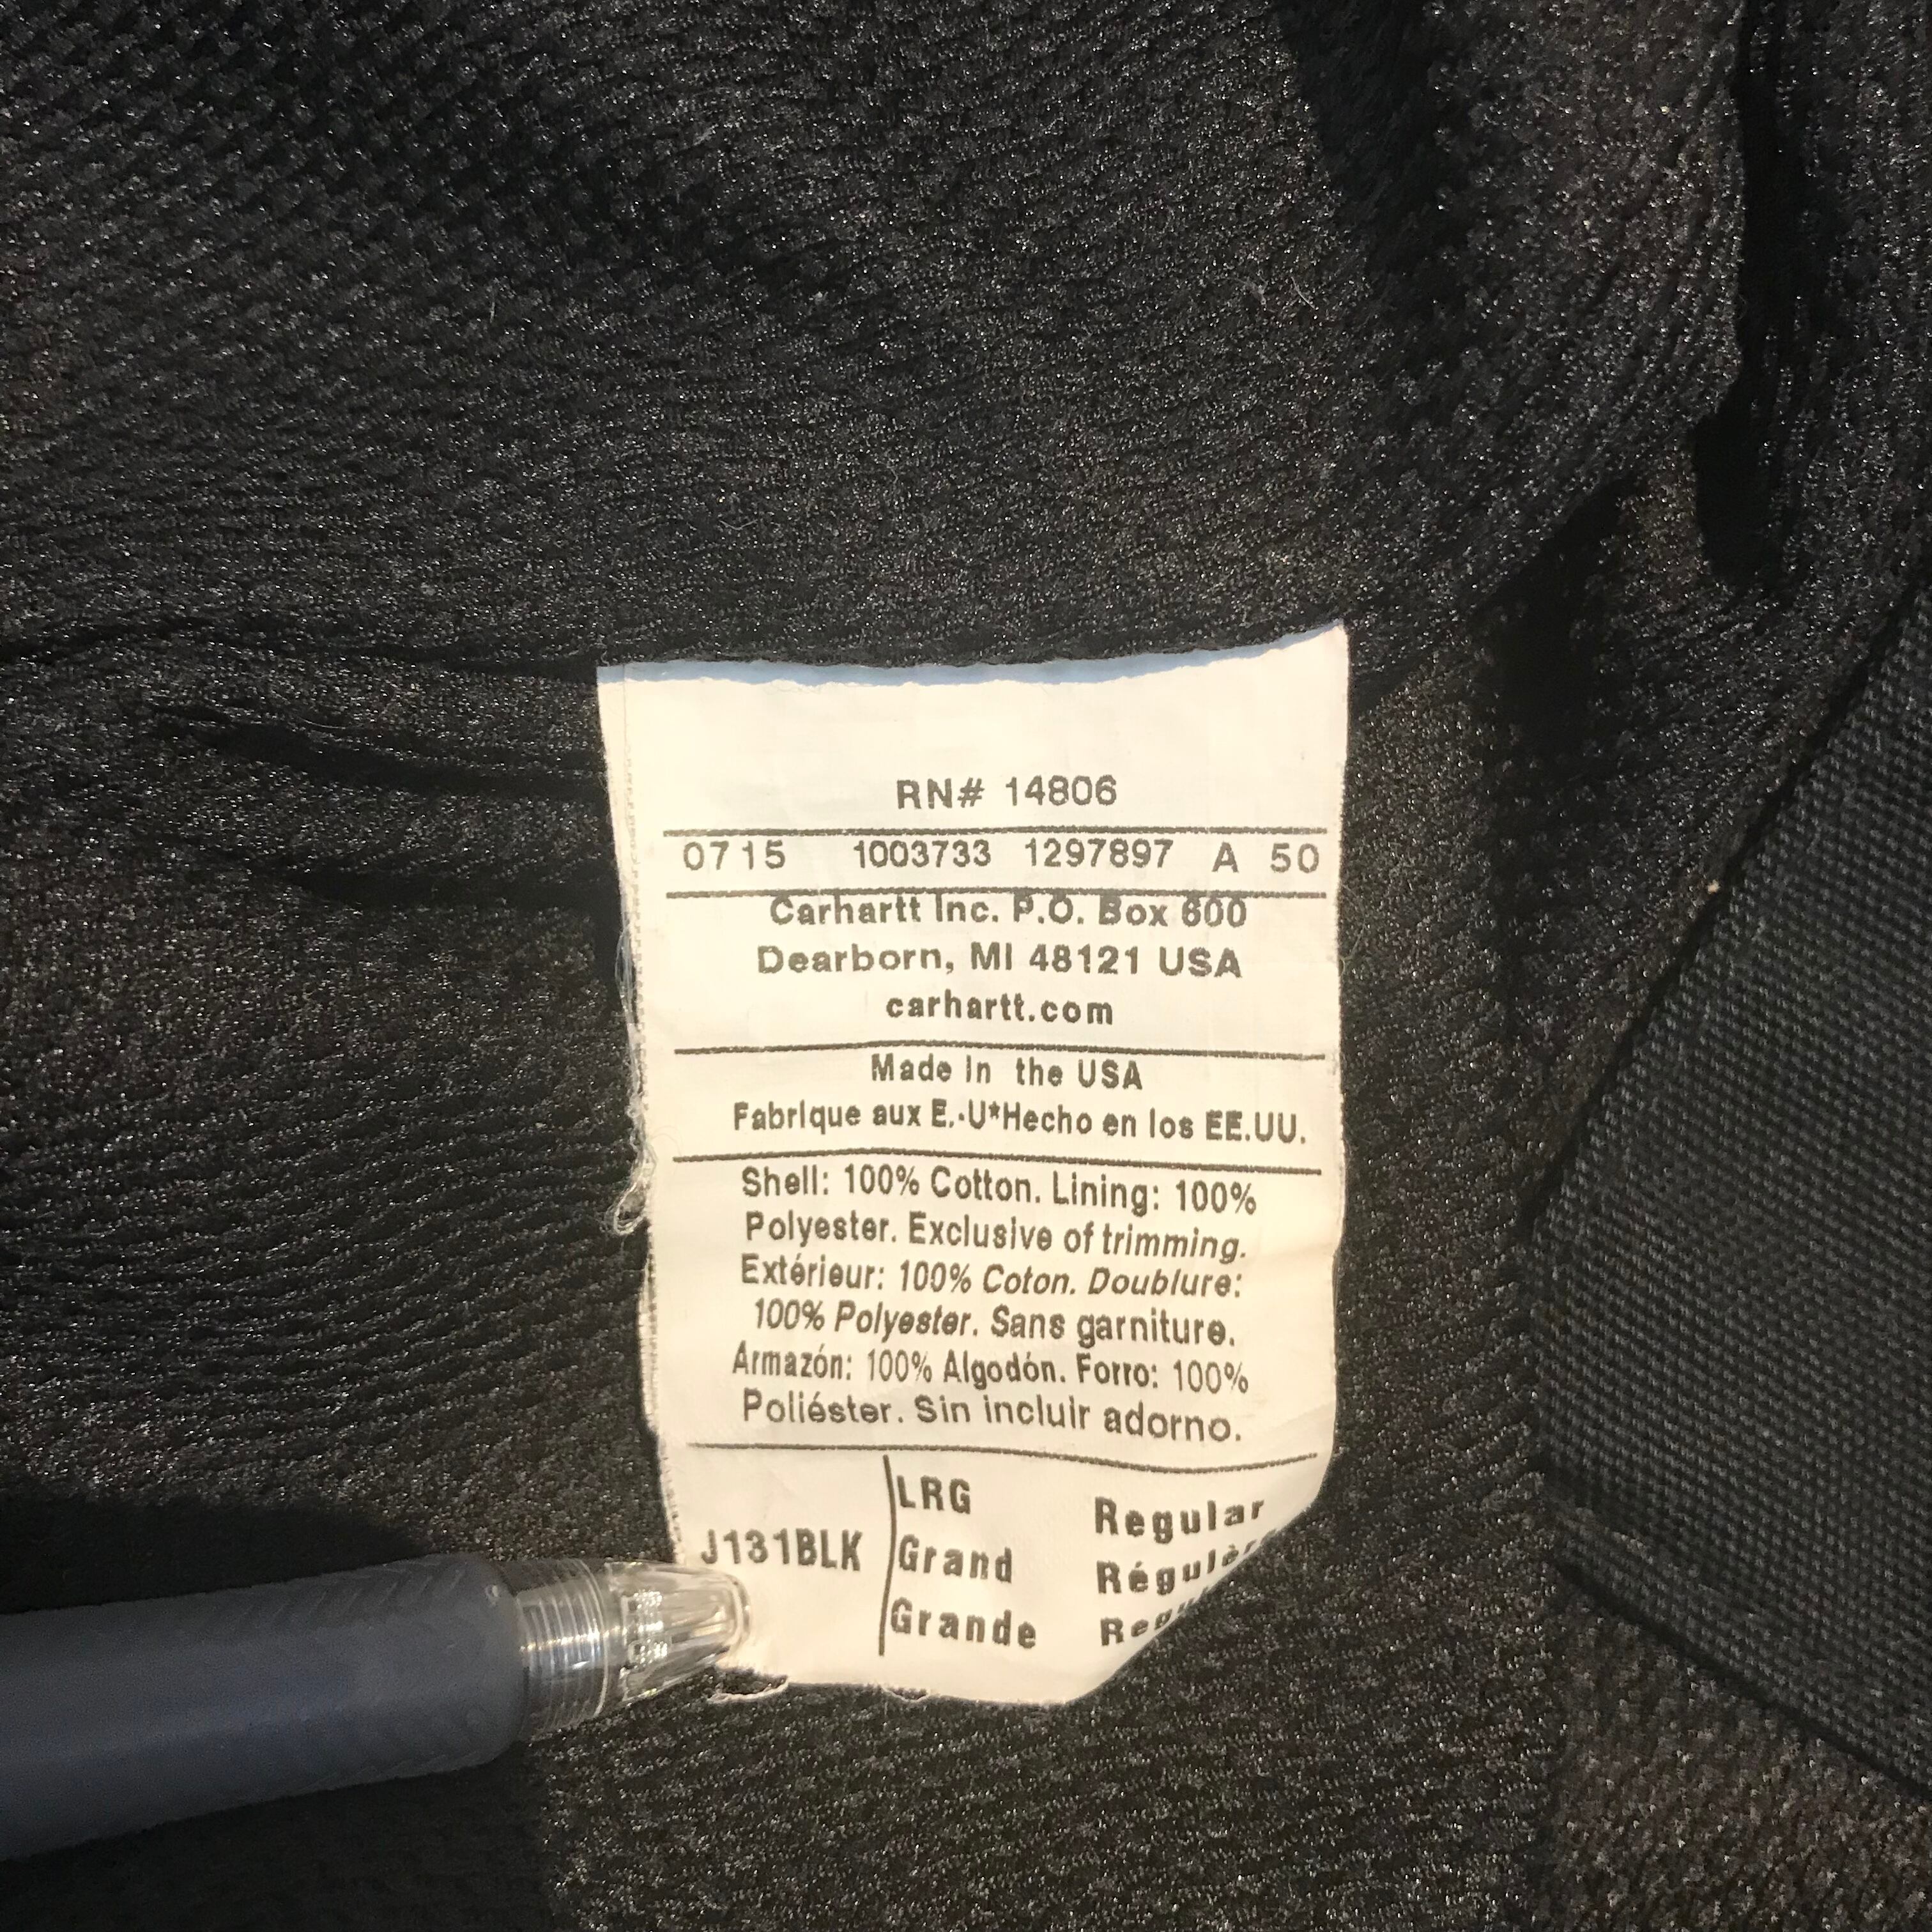 RN# 14806
0715 1003733 1297897 A 50
Carhartt Inc. P.O. Box 600
Dearborn, MI 48121 USA
carhartt.com
Made in the USA
Fabrique aux E.-U*Hecho en los EE.UU.
Shell: 100% Cotton. Lining: 100%
Polyester. Exclusive of trimming.
Extérieur: 100% Coton. Doublure:
100% Polyester. Sans garniture.
Armazón: 100% Algodón. Forro: 100%
Poliéster. Sin incluir adorno.
LRG Regular
J131BLK Grand
Grande